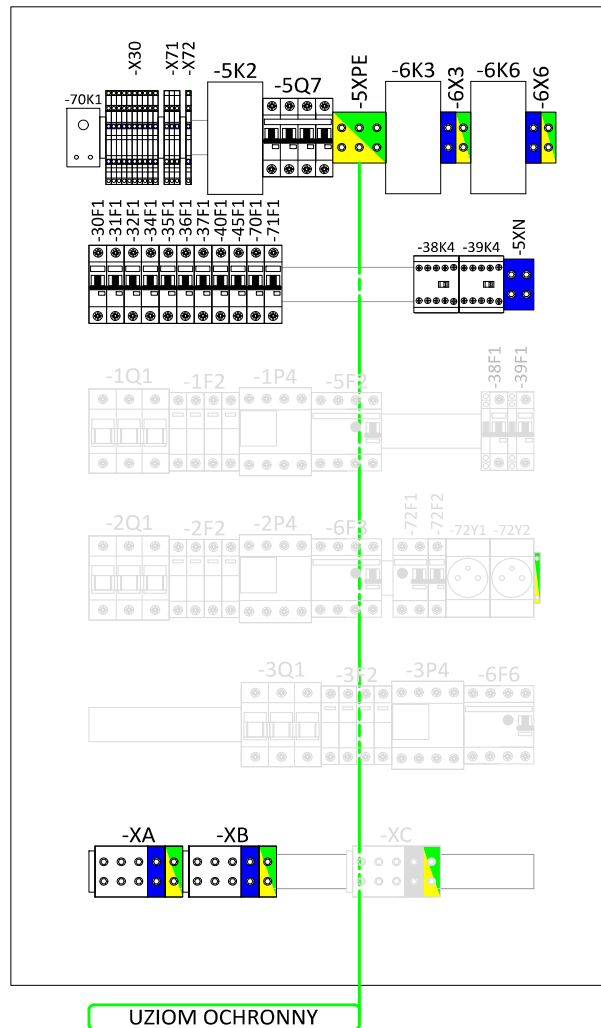 -70K1
-X30
-X71
-X72
-5K2
-5Q7
-5XPE
-6K3
-6X3
-6K6
-6X6
-30F1
-31F1
-32F1
-34F1
-35F1
-36F1
-37F1
-40F1
-45F1
-70F1
-71F1
-38K4
-39K4
-5XN
-1Q1
-1F2
-1P4
-5F2
-38F1
-39F1
-2Q1
-2F2
-2P4
-6F3
-72F1
-72F2
-72Y1
-72Y2
-3Q1
-3F2
-3P4
-6F6
-XA
-XB
-XC
UZIOM OCHRONNY